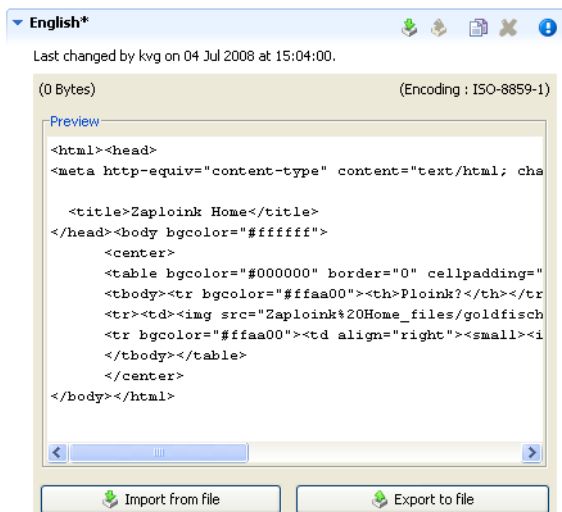 English*
Last changed by kvg on 04 Jul 2008 at 15:04:00.
(0 Bytes) (Encoding : ISO-8859-1)
Preview
<html><head>
<meta http-equiv="content-type" content="text/html; cha
<title>Zaploink Home</title>
</head><body bgcolor="#ffffff">
<center>
<table bgcolor="#000000" border="0" cellpadding="
<tbody><tr bgcolor="#ffaa00"><th>Ploink?</th></tr
<tr><td><img src="Zaploink%20Home_files/goldfisch
<tr bgcolor="#ffaa00"><td align="right"><small><i
</tbody></table>
</center>
</body></html>
Import from file Export to file